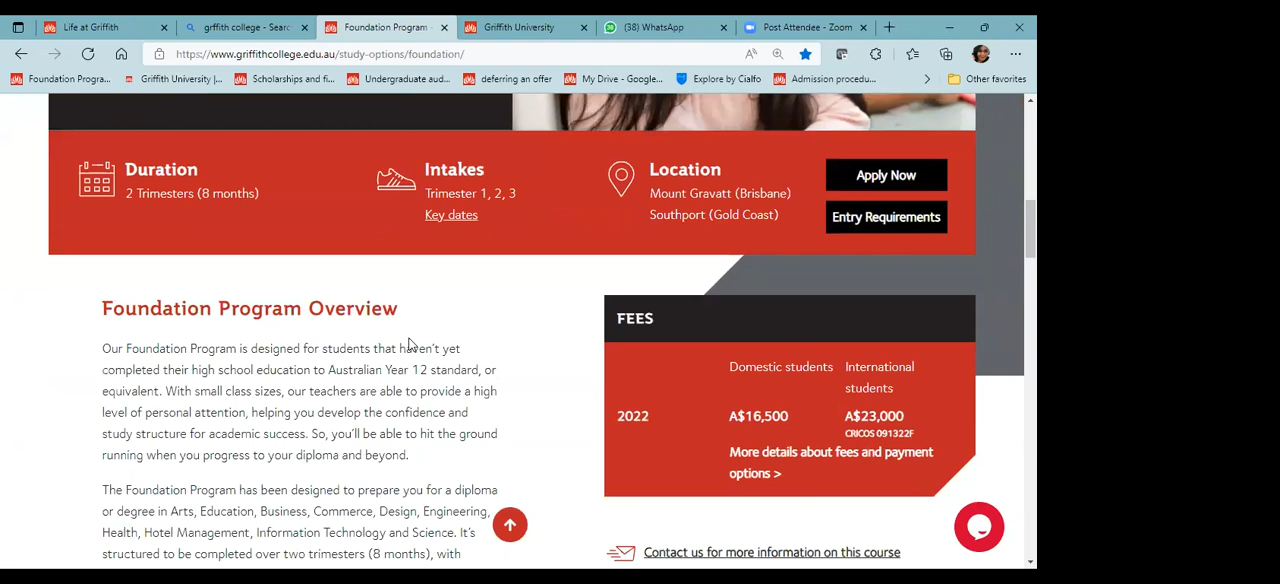 Life at Griffith
grffith college - Searc
Foundation Program -
Griffith University
(38) WhatsApp
Post Attendee - Zoom
https://www.griffithcollege.edu.au/study-options/foundation/
Foundation Progra...
Griffith University |...
Scholarships and fi...
Undergraduate aud...
deferring an offer
My Drive - Google...
Explore by Cialfo
Admission procedu...
Other favorites
Duration
2 Trimesters (8 months)
Intakes
Trimester 1, 2, 3
Key dates
Location
Mount Gravatt (Brisbane)
Southport (Gold Coast)
Apply Now
Entry Requirements
Foundation Program Overview
Our Foundation Program is designed for students that haven't yet
completed their high school education to Australian Year 12 standard, or
equivalent. With small class sizes, our teachers are able to provide a high
level of personal attention, helping you develop the confidence and
study structure for academic success. So, you'll be able to hit the ground
running when you progress to your diploma and beyond.
The Foundation Program has been designed to prepare you for a diploma
or degree in Arts, Education, Business, Commerce, Design, Engineering,
Health, Hotel Management, Information Technology and Science. It's
structured to be completed over two trimesters (8 months), with
FEES
Domestic students
International
students
2022
A$16,500
A$23,000
CRICOS 091322F
More details about fees and payment
options >
Contact us for more information on this course